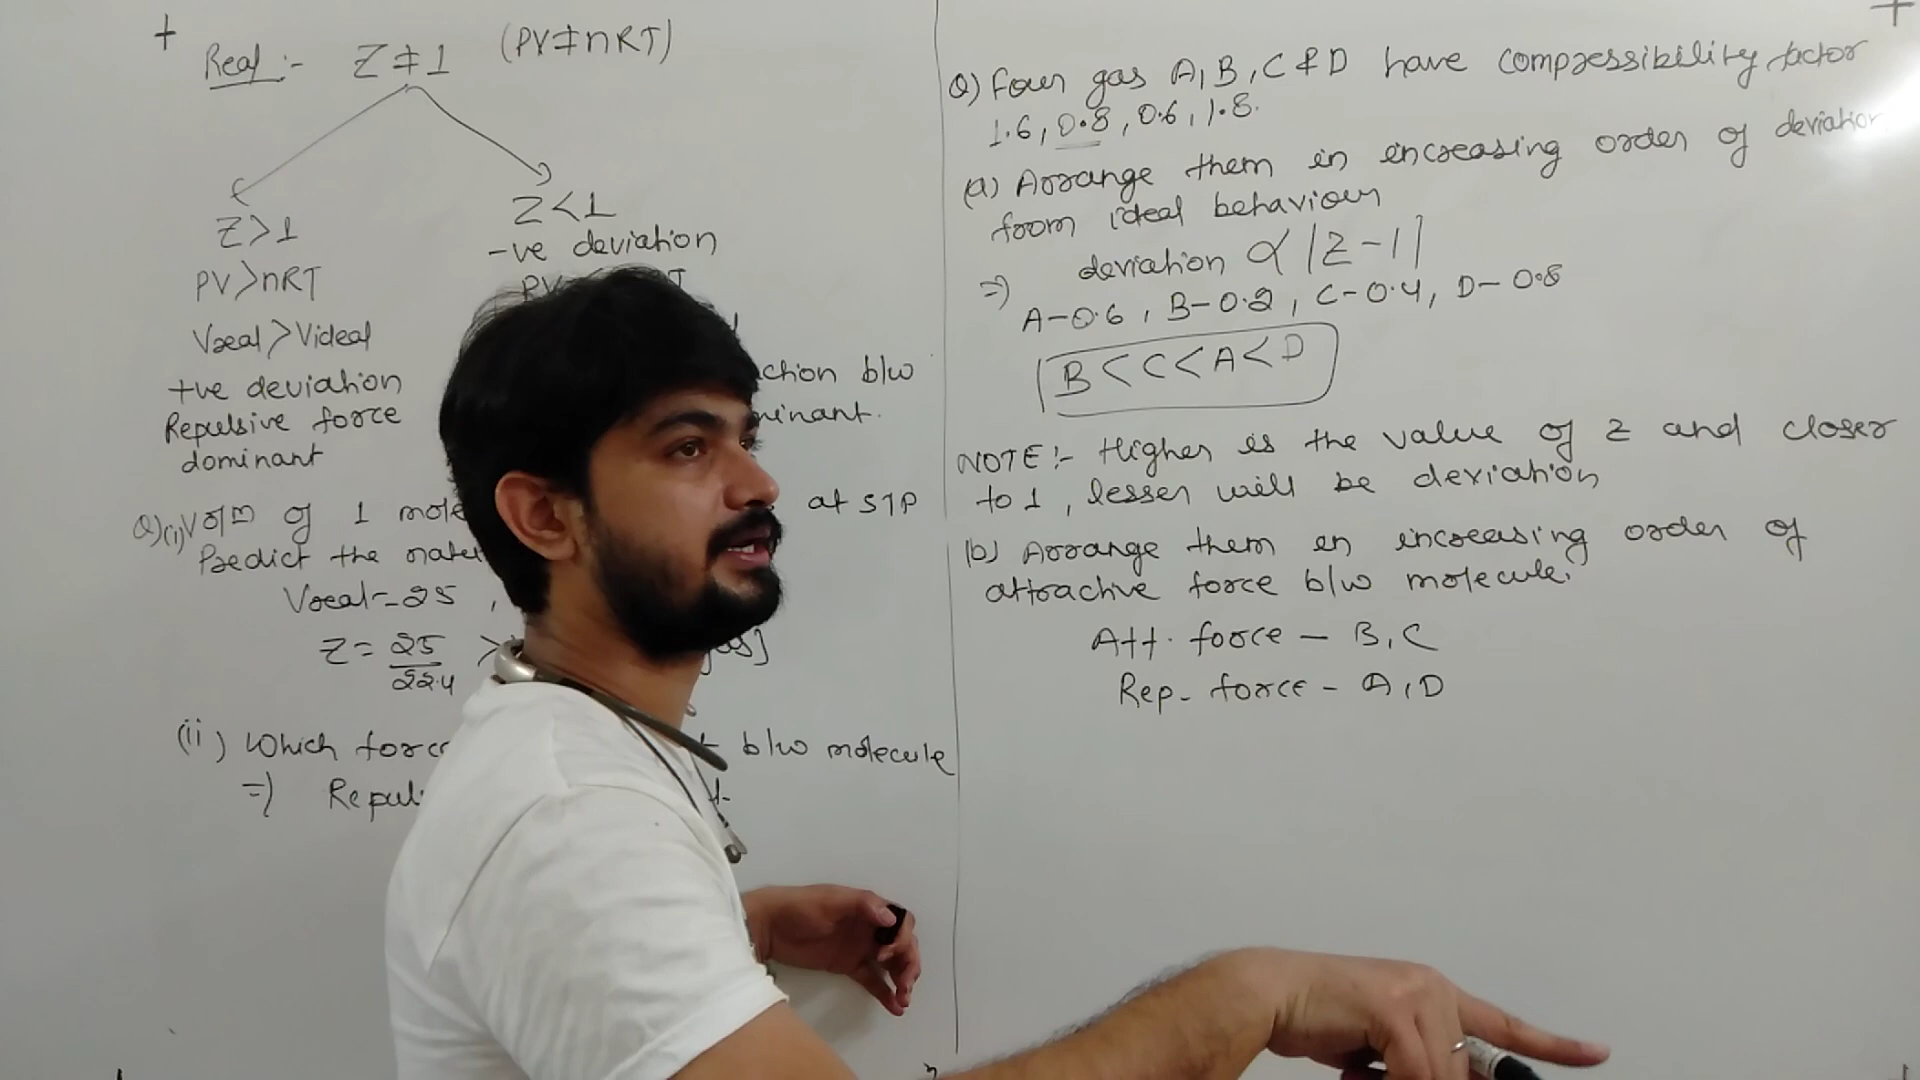 Real :- Z ≠ 1 (PV≠nRT)
Z>1
PV>nRT
Vreal>Videal
+ve deviation
Repulsive force
dominant
Z<1
-ve deviation
PV
b/w
minant.
Q)(i) Vol^m of 1 mole at STP
Predict the
Vreal-25 ,
Z = 25/22.4 >
(ii) Which force b/w molecule
=)
Q) Four gas A, B, C & D have compressibility factor
1.6, 0.8, 0.6, 1.8.
(a) Arrange them in increasing order of deviation
from ideal behaviour
=) deviation ∝ |Z-1|
A-0.6, B-0.2, C-0.4, D-0.8
B<C<A<D
NOTE:- Higher is the value of Z and closer
to 1, lesser will be deviation
(b) Arrange them in increasing order of
attractive force b/w molecule.
Att. force - B, C
Rep. force - A, D